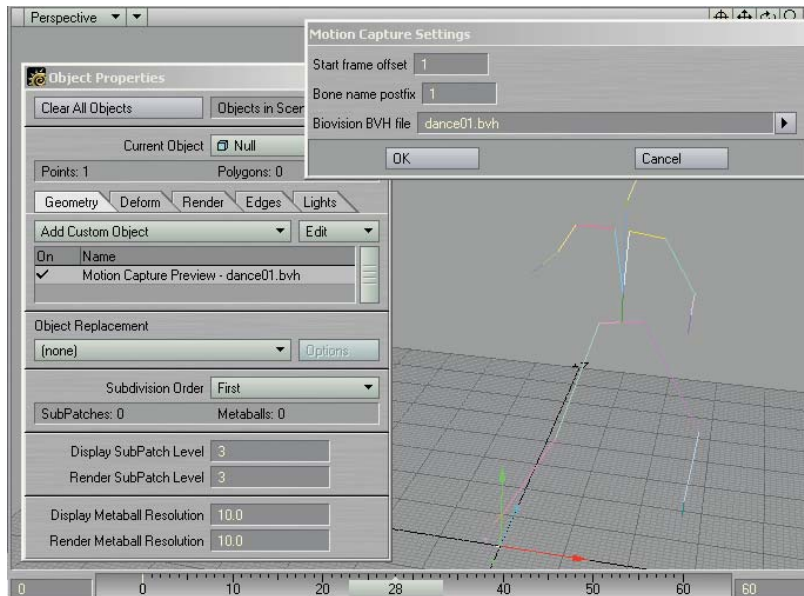 Perspective
Motion Capture Settings
Start frame offset 1
Bone name postfix 1
Biovision BVH file dance01.bvh
OK Cancel
Object Properties
Clear All Objects Objects in Scen
Current Object Null
Points: 1 Polygons: 0
Geometry Deform Render Edges Lights
Add Custom Object Edit
On Name
Motion Capture Preview - dance01.bvh
Object Replacement
(none) Options
Subdivision Order First
SubPatches: 0 Metaballs: 0
Display SubPatch Level 3
Render SubPatch Level 3
Display Metaball Resolution 10.0
Render Metaball Resolution 10.0
0 0 10 20 28 40 50 60 60